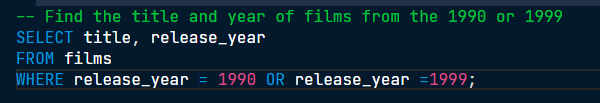 -- Find the title and year of films from the 1990 or 1999
SELECT title, release_year
FROM films
WHERE release_year = 1990 OR release_year =1999;